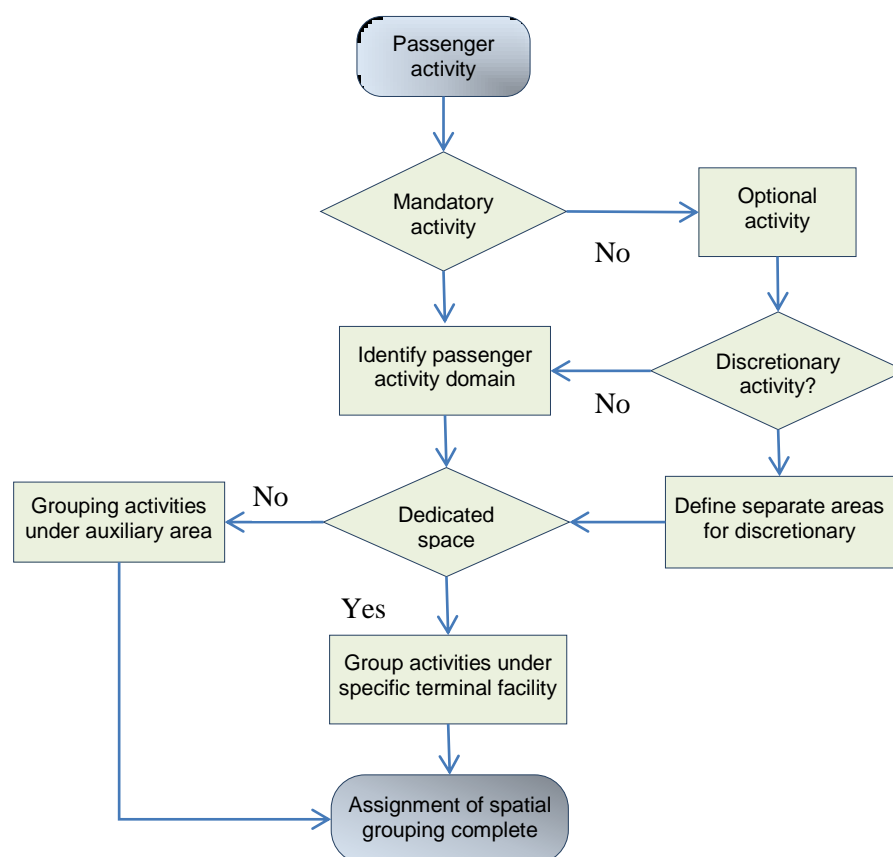 Passenger
activity
Mandatory
activity
Optional
activity
No
Identify passenger
activity domain
Discretionary
activity?
No
Grouping activities
under auxiliary area
No
Dedicated
space
Define separate areas
for discretionary
Yes
Group activities under
specific terminal facility
Assignment of spatial
grouping complete